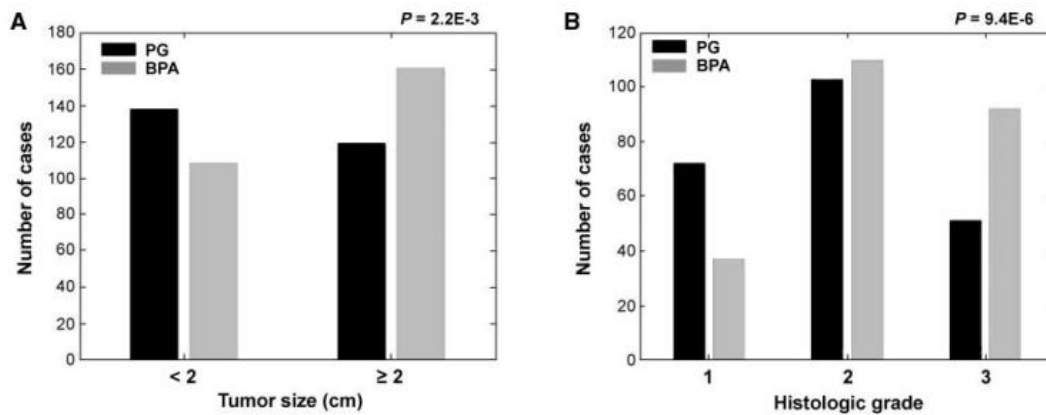 A
P = 2.2E-3
180
160
140
120
100
80
60
40
20
0
Number of cases
PG
BPA
< 2
≥ 2
Tumor size (cm)
B
P = 9.4E-6
120
100
80
60
40
20
0
Number of cases
PG
BPA
1
2
3
Histologic grade